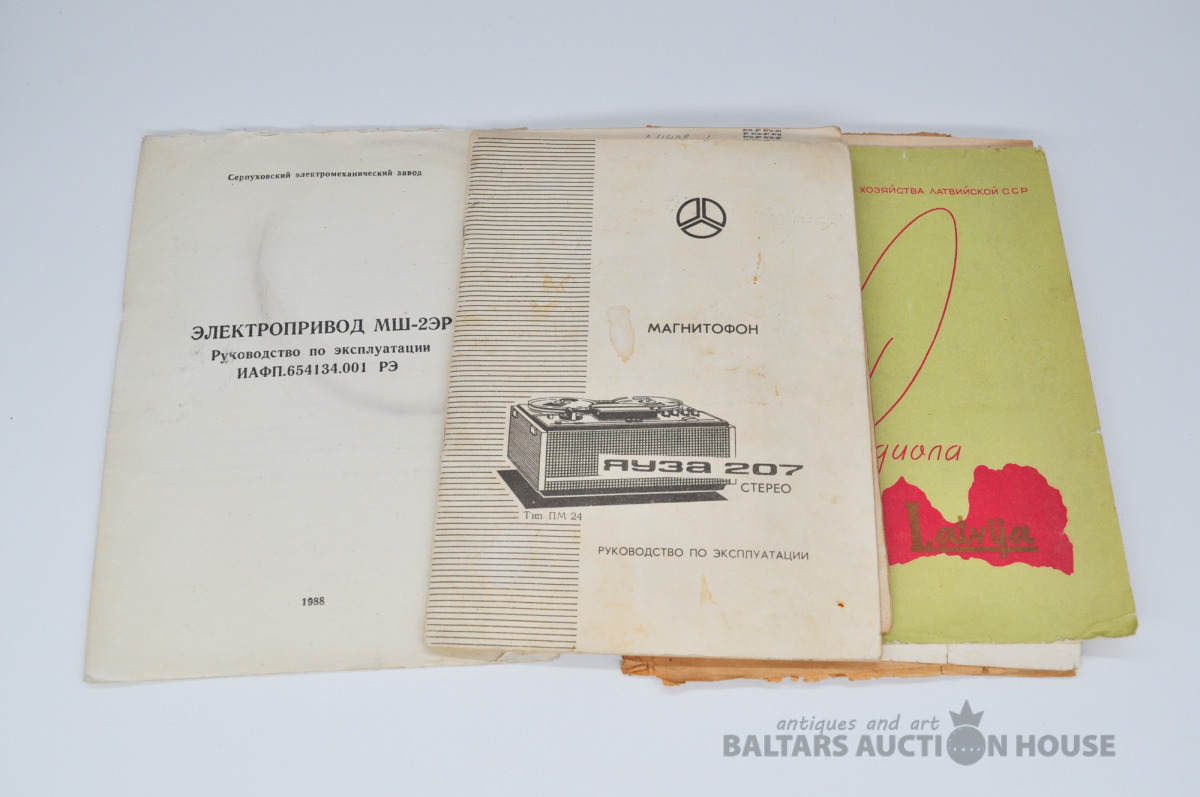 Серпуховский электромеханический завод
ЭЛЕКТРОПРИВОД МШ-2ЭР
Руководство по эксплуатации
ИАФП.654134.001 РЭ
1988
МАГНИТОФОН
ЯУЗА 207
СТЕРЕО
Тип ПМ 24
РУКОВОДСТВО ПО ЭКСПЛУАТАЦИИ
ХОЗЯЙСТВА ЛАТВИЙСКОЙ ССР
диола
Latvija
antiques and art
BALTARS AUCTION HOUSE